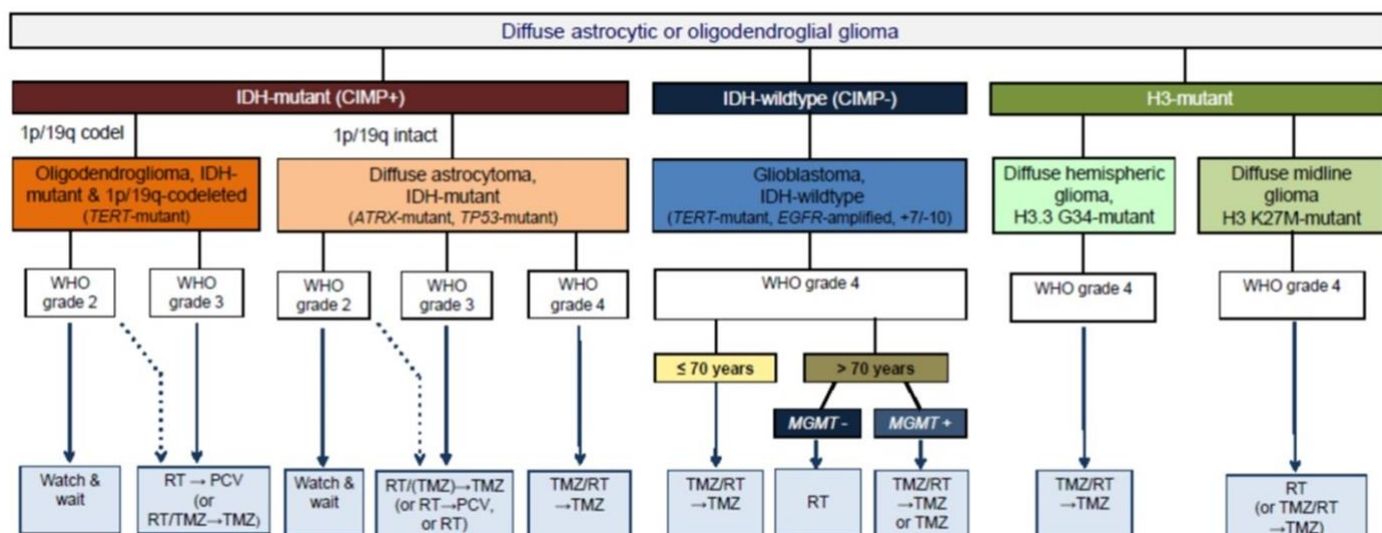 Diffuse astrocytic or oligodendroglial glioma
IDH-mutant (CIMP+)
IDH-wildtype (CIMP-)
H3-mutant
1p/19q codel
1p/19q intact
Oligodendroglioma, IDH-
mutant & 1p/19q-codeleted
(TERT-mutant)
Diffuse astrocytoma,
IDH-mutant
(ATRX-mutant, TP53-mutant)
Glioblastoma,
IDH-wildtype
(TERT-mutant, EGFR-amplified, +7/-10)
Diffuse hemispheric
glioma,
H3.3 G34-mutant
Diffuse midline
glioma
H3 K27M-mutant
WHO
grade 2
WHO
grade 3
WHO
grade 2
WHO
grade 3
WHO
grade 4
WHO grade 4
WHO grade 4
WHO grade 4
≤ 70 years
> 70 years
MGMT -
MGMT +
Watch &
wait
RT → PCV
(or
RT/TMZ→TMZ)
Watch &
wait
RT/(TMZ)→TMZ
(or RT→PCV,
or RT)
TMZ/RT
→TMZ
TMZ/RT
→TMZ
RT
TMZ/RT
→TMZ
or TMZ
TMZ/RT
→TMZ
RT
(or TMZ/RT
→TMZ)